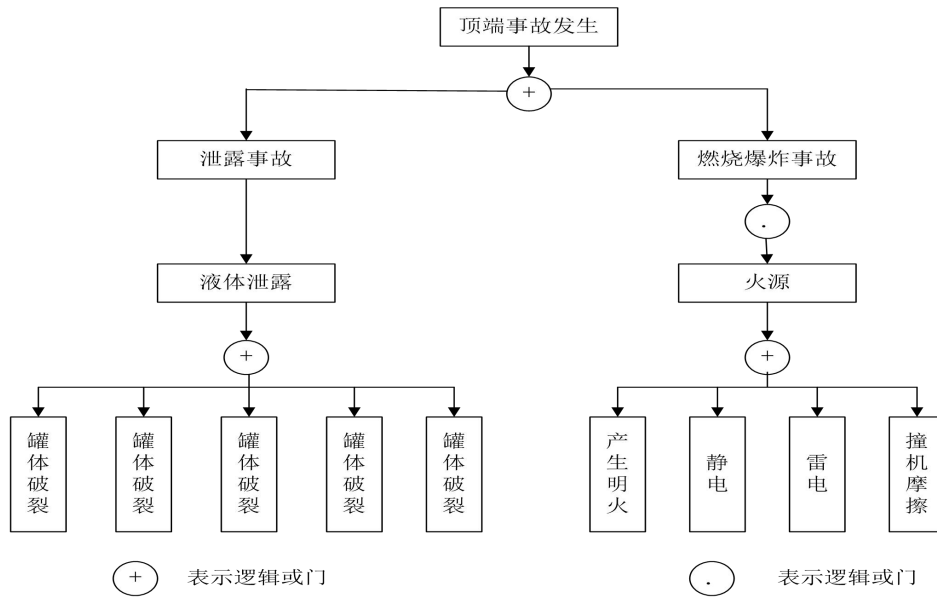 顶端事故发生
+
泄露事故
燃烧爆炸事故
.
液体泄露
火源
+
+
罐体破裂
罐体破裂
罐体破裂
罐体破裂
罐体破裂
产生明火
静电
雷电
撞机摩擦
+ 表示逻辑或门
. 表示逻辑或门